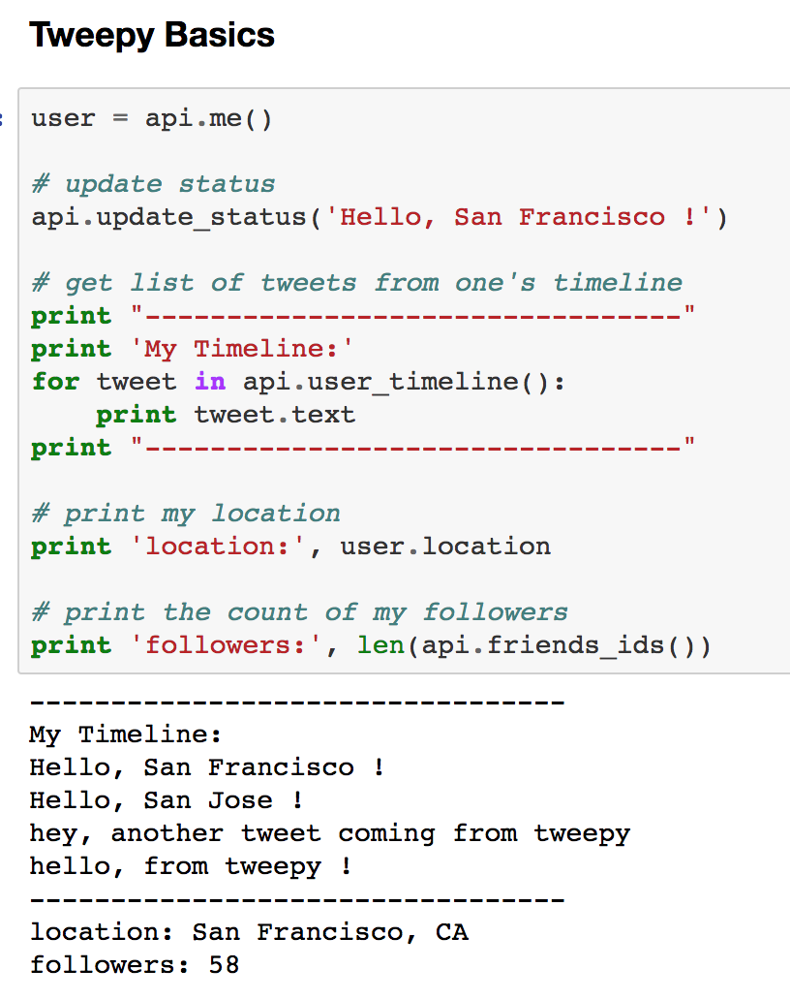 Tweepy Basics
:
user = api.me()
# update status
api.update_status('Hello, San Francisco !')
# get list of tweets from one's timeline
print "---------------------------------"
print 'My Timeline:'
for tweet in api.user_timeline():
    print tweet.text
print "---------------------------------"
# print my location
print 'location:', user.location
# print the count of my followers
print 'followers:', len(api.friends_ids())
---------------------------------
My Timeline:
Hello, San Francisco !
Hello, San Jose !
hey, another tweet coming from tweepy
hello, from tweepy !
---------------------------------
location: San Francisco, CA
followers: 58